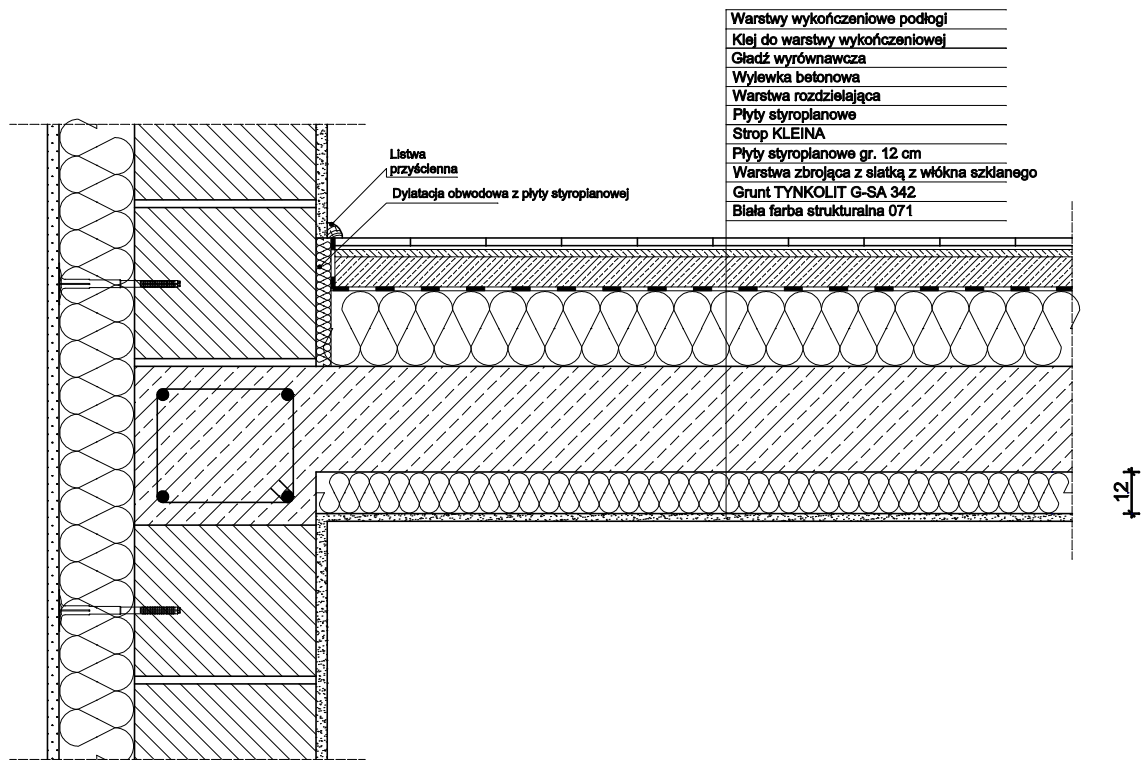 Warstwy wykończeniowe podłogi
Klej do warstwy wykończeniowej
Gładź wyrównawcza
Wylewka betonowa
Warstwa rozdzielająca
Płyty styropianowe
Strop KLEINA
Płyty styropianowe gr. 12 cm
Warstwa zbrojąca z siatką z włókna szklanego
Grunt TYNKOLIT G-SA 342
Biała farba strukturalna 071
Listwa
przyścienna
Dylatacja obwodowa z płyty styropianowej
12